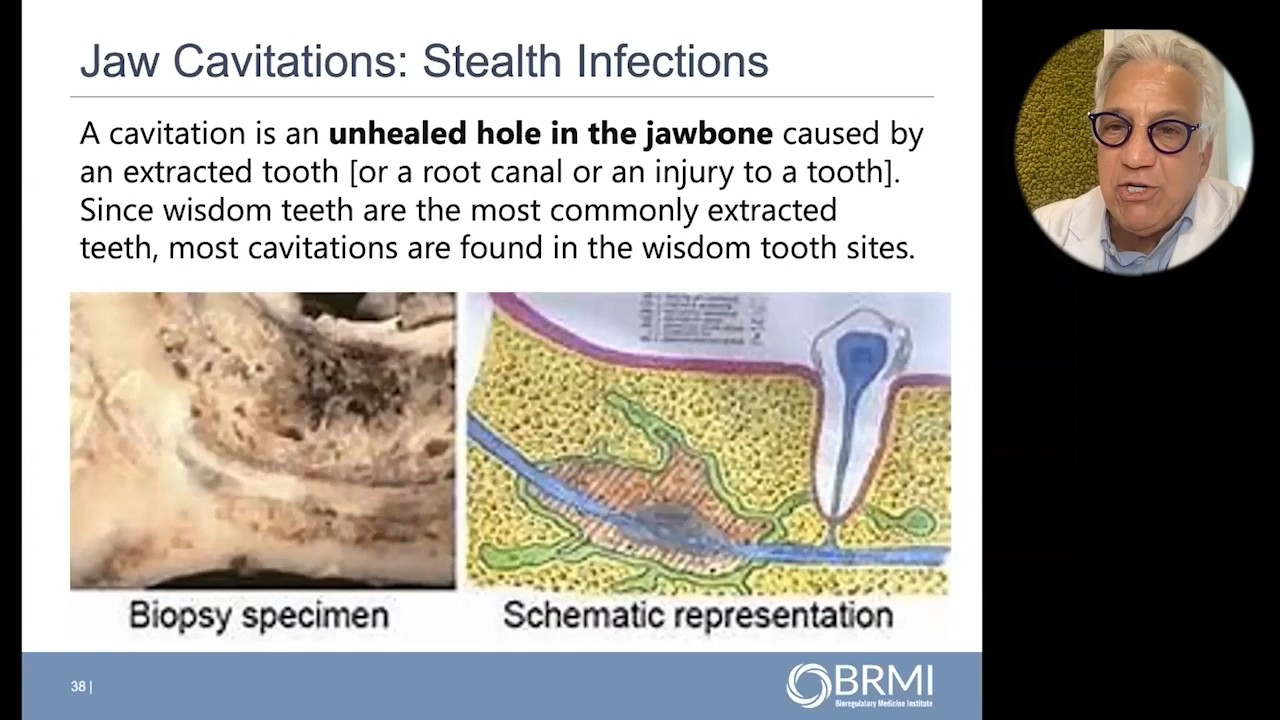 Jaw Cavitations: Stealth Infections
A cavitation is an unhealed hole in the jawbone caused by
an extracted tooth [or a root canal or an injury to a tooth].
Since wisdom teeth are the most commonly extracted
teeth, most cavitations are found in the wisdom tooth sites.
Biopsy specimen
Schematic representation
38 |
BRMI
Bioregulatory Medicine Institute